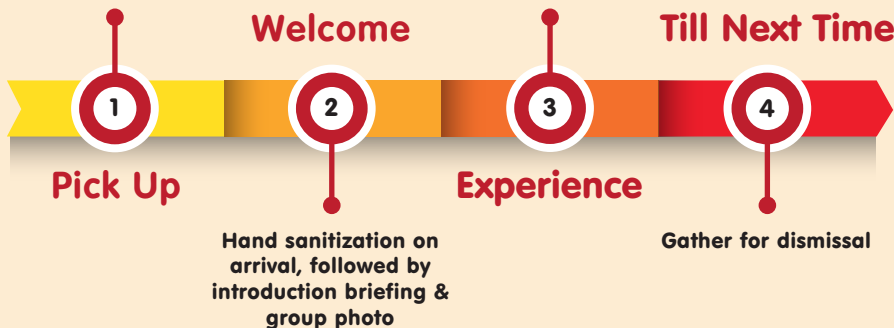 Welcome
Till Next Time
1
2
3
4
Pick Up
Experience
Hand sanitization on
arrival, followed by
introduction briefing &
group photo
Gather for dismissal